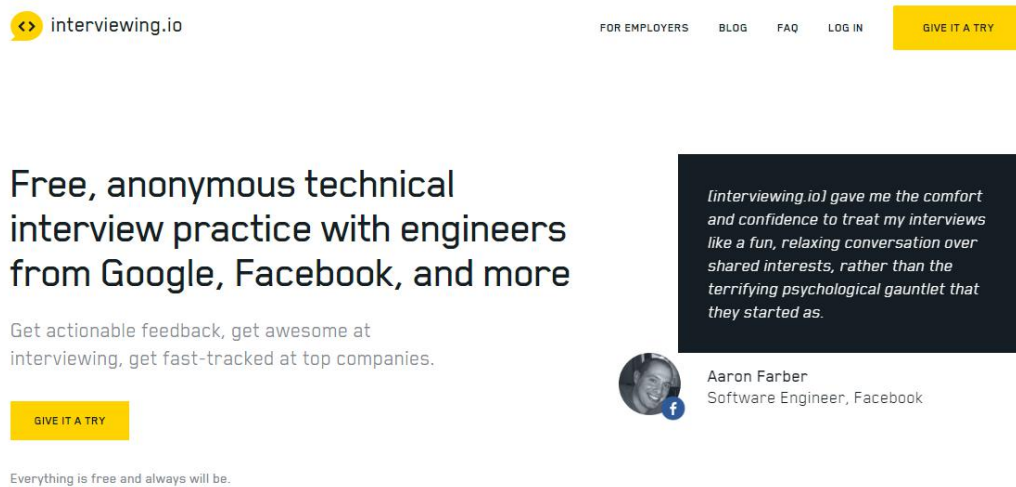 interviewing.io
FOR EMPLOYERS BLOG FAQ LOG IN GIVE IT A TRY
Free, anonymous technical
interview practice with engineers
from Google, Facebook, and more
Get actionable feedback, get awesome at
interviewing, get fast-tracked at top companies.
GIVE IT A TRY
Everything is free and always will be.
[interviewing.io] gave me the comfort
and confidence to treat my interviews
like a fun, relaxing conversation over
shared interests, rather than the
terrifying psychological gauntlet that
they started as.
Aaron Farber
Software Engineer, Facebook